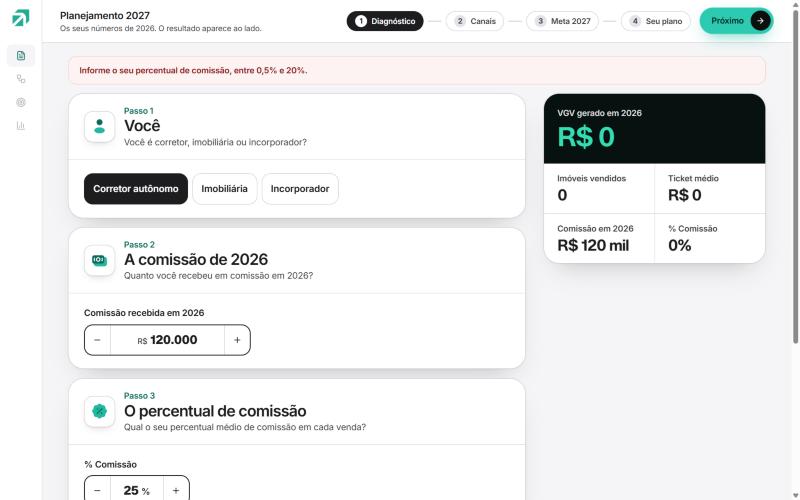 Planejamento 2027
Os seus números de 2026. O resultado aparece ao lado.
1 Diagnóstico
2 Canais
3 Meta 2027
4 Seu plano
Próximo →
Informe o seu percentual de comissão, entre 0,5% e 20%.
Passo 1
Você
Você é corretor, imobiliária ou incorporador?
Corretor autônomo
Imobiliária
Incorporador
Passo 2
A comissão de 2026
Quanto você recebeu em comissão em 2026?
Comissão recebida em 2026
− R$ 120.000 +
Passo 3
O percentual de comissão
Qual o seu percentual médio de comissão em cada venda?
% Comissão
− 25 % +
VGV gerado em 2026
R$ 0
Imóveis vendidos
0
Ticket médio
R$ 0
Comissão em 2026
R$ 120 mil
% Comissão
0%